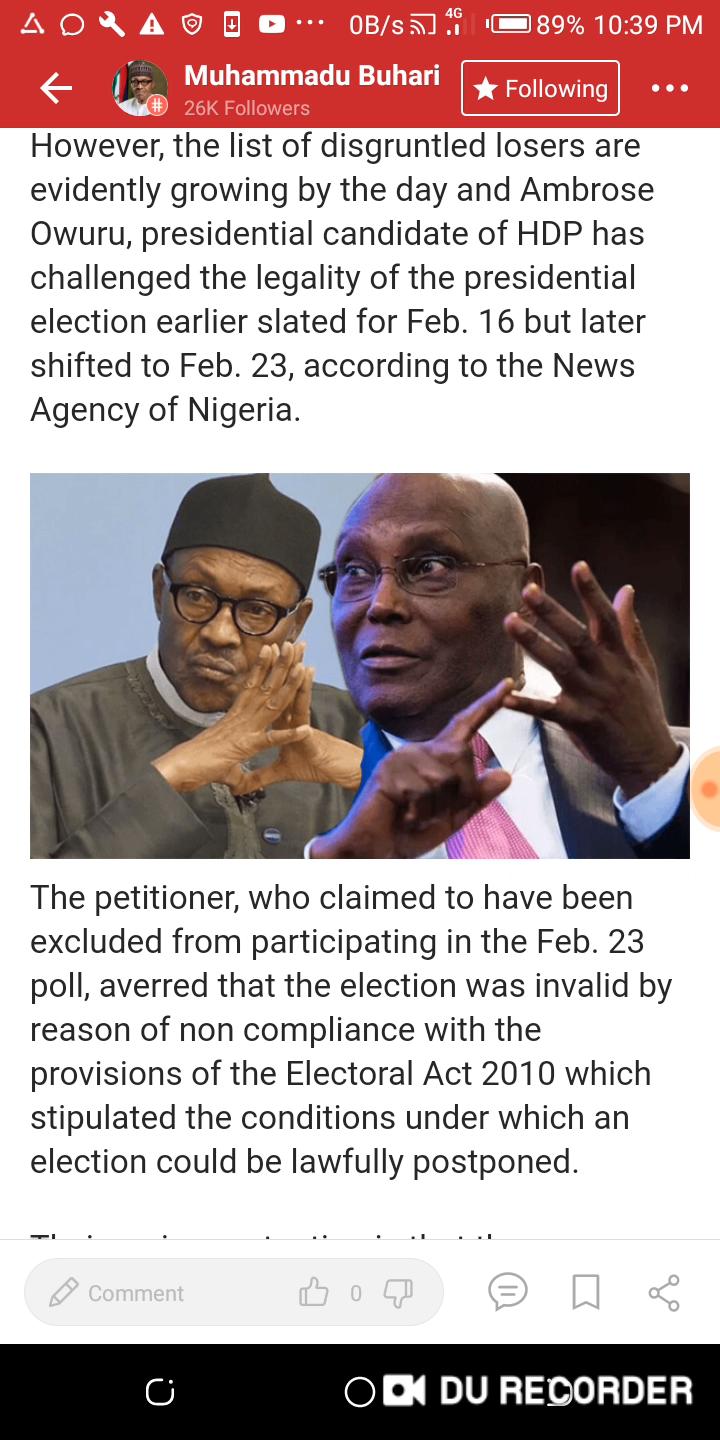 0B/s 4G 89% 10:39 PM
Muhammadu Buhari
26K Followers
Following
However, the list of disgruntled losers are
evidently growing by the day and Ambrose
Owuru, presidential candidate of HDP has
challenged the legality of the presidential
election earlier slated for Feb. 16 but later
shifted to Feb. 23, according to the News
Agency of Nigeria.
The petitioner, who claimed to have been
excluded from participating in the Feb. 23
poll, averred that the election was invalid by
reason of non compliance with the
provisions of the Electoral Act 2010 which
stipulated the conditions under which an
election could be lawfully postponed.
Comment 0
DU RECORDER